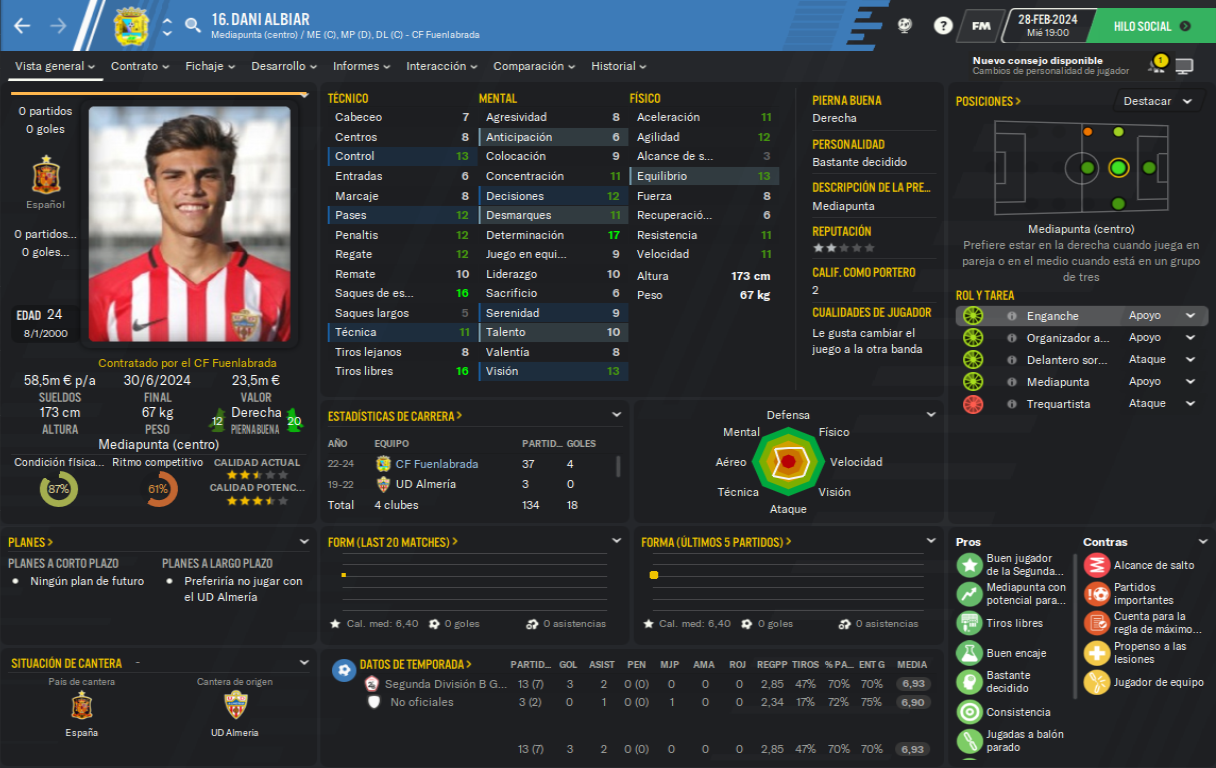 16. DANI ALBIAR
Mediapunta (centro) / ME (C), MP (D), DL (C) - CF Fuenlabrada
?
FM
28-FEB-2024
Mié 19:00
HILO SOCIAL
Vista general
Contrato
Fichaje
Desarrollo
Informes
Interacción
Comparación
Historial
Nuevo consejo disponible
Cambios de personalidad de jugador
1
0 partidos
0 goles
Español
0 partidos...
0 goles...
EDAD 24
8/1/2000
Contratado por el CF Fuenlabrada
58,5m € p/a
30/6/2024
23,5m €
SUELDOS
FINAL
VALOR
173 cm
67 kg
12
Derecha
20
ALTURA
PESO
PIERNA BUENA
Mediapunta (centro)
Condición física...
Ritmo competitivo
CALIDAD ACTUAL
87%
61%
CALIDAD POTENC...
TÉCNICO
Cabeceo 7
Centros 8
Control 13
Entradas 6
Marcaje 8
Pases 12
Penaltis 12
Regate 12
Remate 10
Saques de es... 16
Saques largos 5
Técnica 11
Tiros lejanos 8
Tiros libres 16
MENTAL
Agresividad 8
Anticipación 6
Colocación 9
Concentración 11
Decisiones 12
Desmarques 11
Determinación 17
Juego en equi... 9
Liderazgo 10
Sacrificio 6
Serenidad 9
Talento 10
Valentía 8
Visión 13
FÍSICO
Aceleración 11
Agilidad 12
Alcance de s... 3
Equilibrio 13
Fuerza 8
Recuperació... 6
Resistencia 11
Velocidad 11
Altura 173 cm
Peso 67 kg
PIERNA BUENA
Derecha
PERSONALIDAD
Bastante decidido
DESCRIPCIÓN DE LA PRE...
Mediapunta
REPUTACIÓN
CALIF. COMO PORTERO
2
CUALIDADES DE JUGADOR
Le gusta cambiar el
juego a la otra banda
POSICIONES >
Destacar
Mediapunta (centro)
Prefiere estar en la derecha cuando juega en
pareja o en el medio cuando está en un grupo
de tres
ROL Y TAREA
Enganche Apoyo
Organizador a... Apoyo
Delantero sor... Ataque
Mediapunta Apoyo
Trequartista Ataque
ESTADÍSTICAS DE CARRERA >
AÑO EQUIPO PARTID... GOLES
22-24 CF Fuenlabrada 37 4
19-22 UD Almería 3 0
Total 4 clubes 134 18
Defensa
Mental
Físico
Aéreo
Velocidad
Técnica
Visión
Ataque
PLANES >
PLANES A CORTO PLAZO
• Ningún plan de futuro
PLANES A LARGO PLAZO
• Preferiría no jugar con
el UD Almería
FORM (LAST 20 MATCHES) >
Cal. med: 6,40
0 goles
0 asistencias
FORMA (ÚLTIMOS 5 PARTIDOS) >
Cal. med: 6,40
0 goles
0 asistencias
Pros
Buen jugador
de la Segunda...
Mediapunta con
potencial para...
Tiros libres
Buen encaje
Bastante
decidido
Consistencia
Jugadas a balón
parado
Contras
Alcance de salto
Partidos
importantes
Cuenta para la
regla de máximo...
Propenso a las
lesiones
Jugador de equipo
SITUACIÓN DE CANTERA -
País de cantera
España
Cantera de origen
UD Almería
DATOS DE TEMPORADA > PARTID... GOL ASIST PEN MJP AMA ROJ REGPP TIROS % PA... ENT G MEDIA
Segunda División B G... 13 (7) 3 2 0 (0) 0 0 0 2,85 47% 70% 70% 6,93
No oficiales 3 (2) 0 1 0 (0) 1 0 0 2,34 17% 72% 75% 6,90
13 (7) 3 2 0 (0) 0 0 0 2,85 47% 70% 70% 6,93